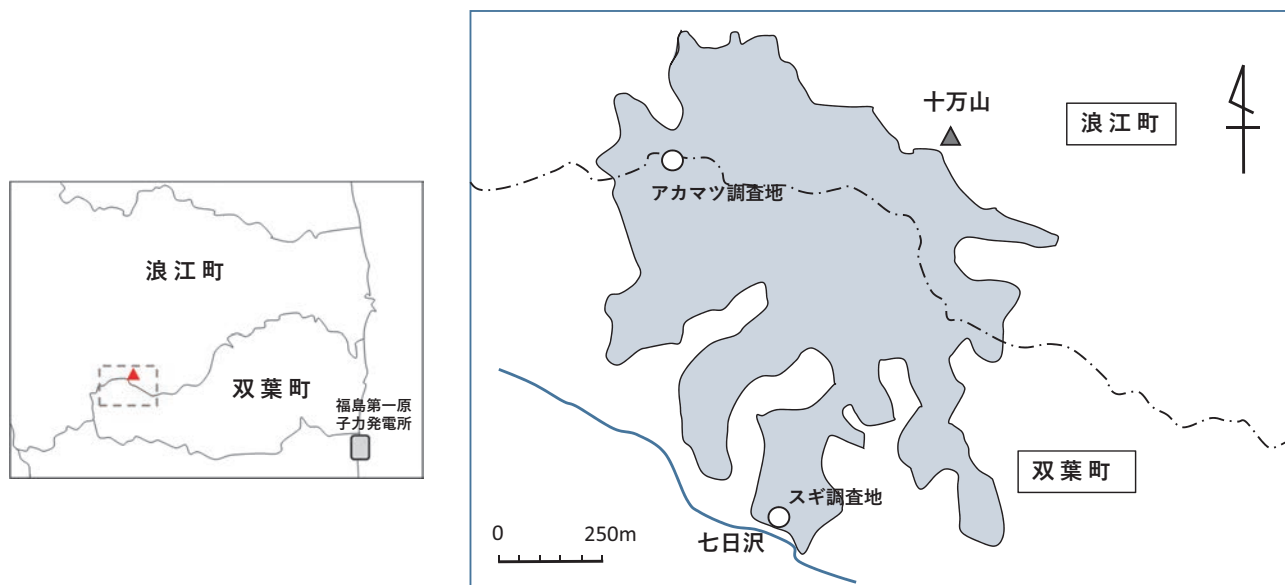 浪江町
双葉町
福島第一原
子力発電所
十万山
浪江町
アカマツ調査地
双葉町
スギ調査地
七日沢
0 250m